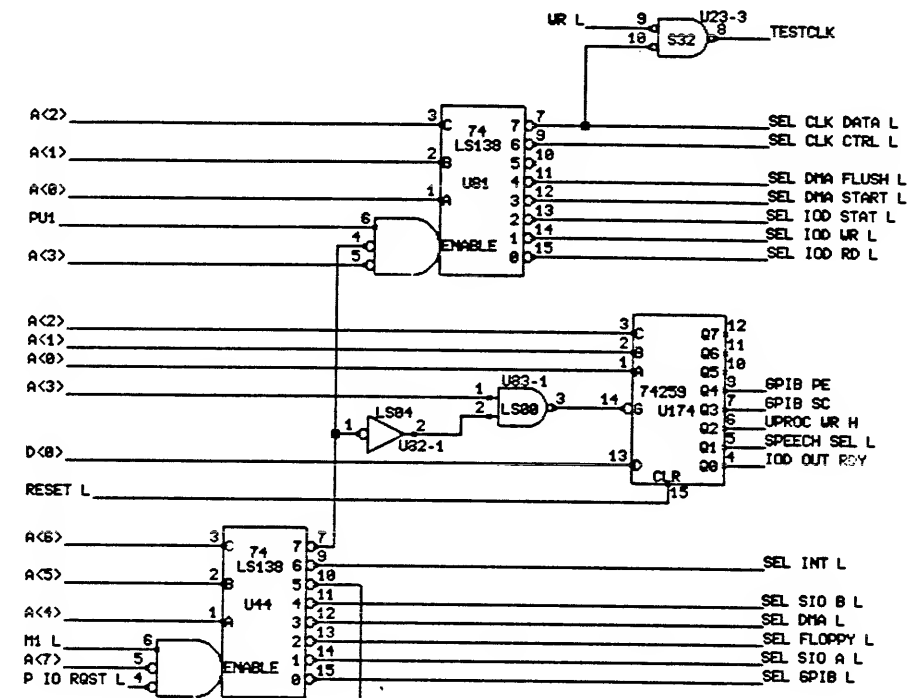 WR L 9 U23-3
10 S32 8 TESTCLK
A<2> 3 C 74 7 7 SEL CLK DATA L
LS138 6 9 SEL CLK CTRL L
A<1> 2 B 5 10
U81 4 11 SEL DMA FLUSH L
A<0> 1 A 3 12 SEL DMA START L
PU1 6 2 13 SEL IOD STAT L
4 ENABLE 1 14 SEL IOD WR L
A<3> 5 0 15 SEL IOD RD L
A<2> 3 C Q7 12
A<1> 2 B Q6 11
A<0> 1 A Q5 10
A<3> 1 U83-1 74259 Q4 9 GPIB PE
LS04 2 LS00 3 14 G U174 Q3 7 GPIB SC
1 2 Q2 6 UPROC WR H
U32-1 Q1 5 SPEECH SEL L
D<0> 13 D Q0 4 IOD OUT RDY
CLR
RESET L 15
A<6> 3 C 74 7 7
LS138 6 9 SEL INT L
A<5> 2 B 5 10
U44 4 11 SEL SIO B L
A<4> 1 A 3 12 SEL DMA L
M1 L 6 2 13 SEL FLOPPY L
A<7> 5 ENABLE 1 14 SEL SIO A L
P IO RQST L 4 0 15 SEL GPIB L